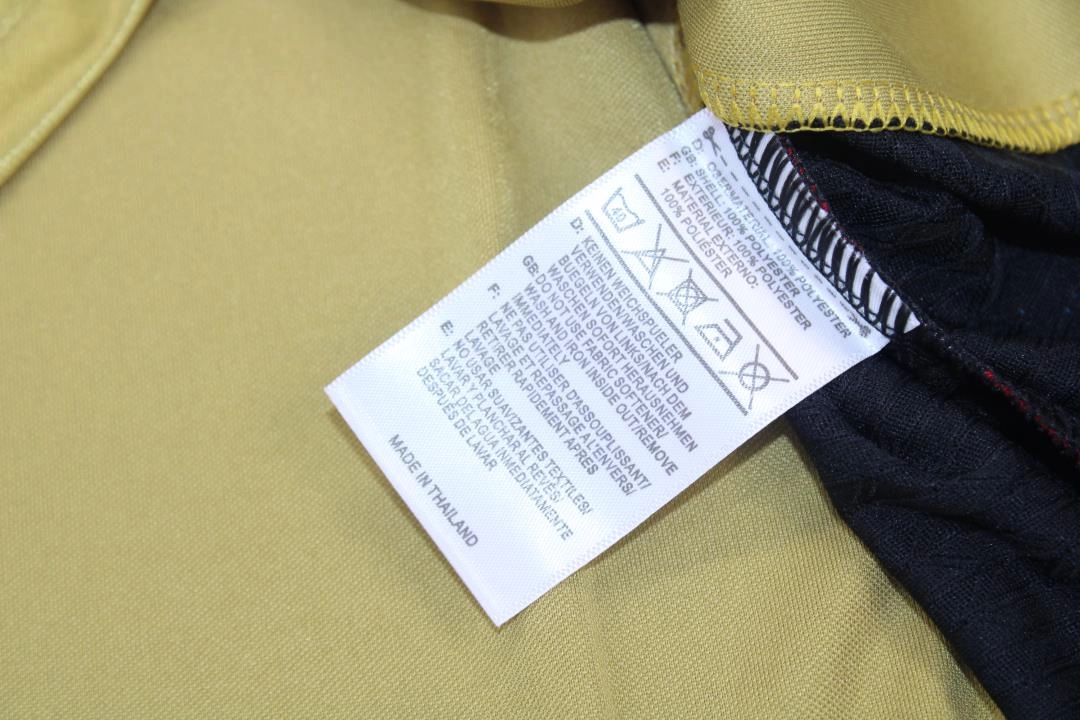 D: OBERMATERIAL: 100% POLYESTER
GB: SHELL: 100% POLYESTER
F: EXTERIEUR: 100% POLYESTER
E: MATERIAL EXTERNO:
100% POLIÉSTER
40
D: KEINEN WEICHSPÜLER
VERWENDEN/WASCHEN UND
BUEGELN VON LINKS/NACH DEM
WASCHEN SOFORT HERAUSNEHMEN
GB: DO NOT USE FABRIC SOFTENER/
WASH AND IRON INSIDE OUT/REMOVE
IMMEDIATELY
F: NE PAS UTILISER D'ASSOUPLISSANT/
LAVAGE ET REPASSAGE A L'ENVERS/
RETIRER RAPIDEMENT APRES
LAVAGE
E: NO USAR SUAVIZANTES TEXTILES/
LAVAR Y PLANCHAR AL REVÉS/
SACAR DEL AGUA INMEDIATAMENTE
DESPUÉS DE LAVAR
MADE IN THAILAND